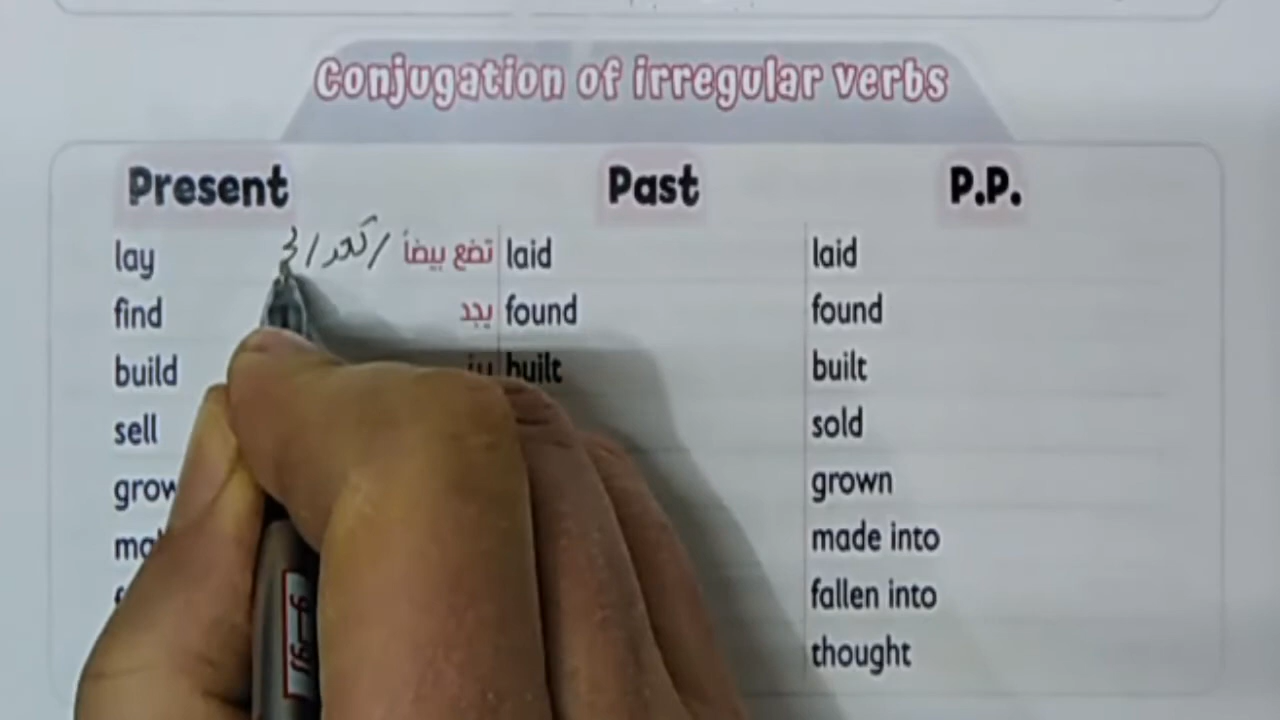 Conjugation of irregular verbs
Present Past P.P.
lay تضع بيضاً / laid laid
find يجد found found
build built built
sell sold
grow grown
made into
fallen into
thought